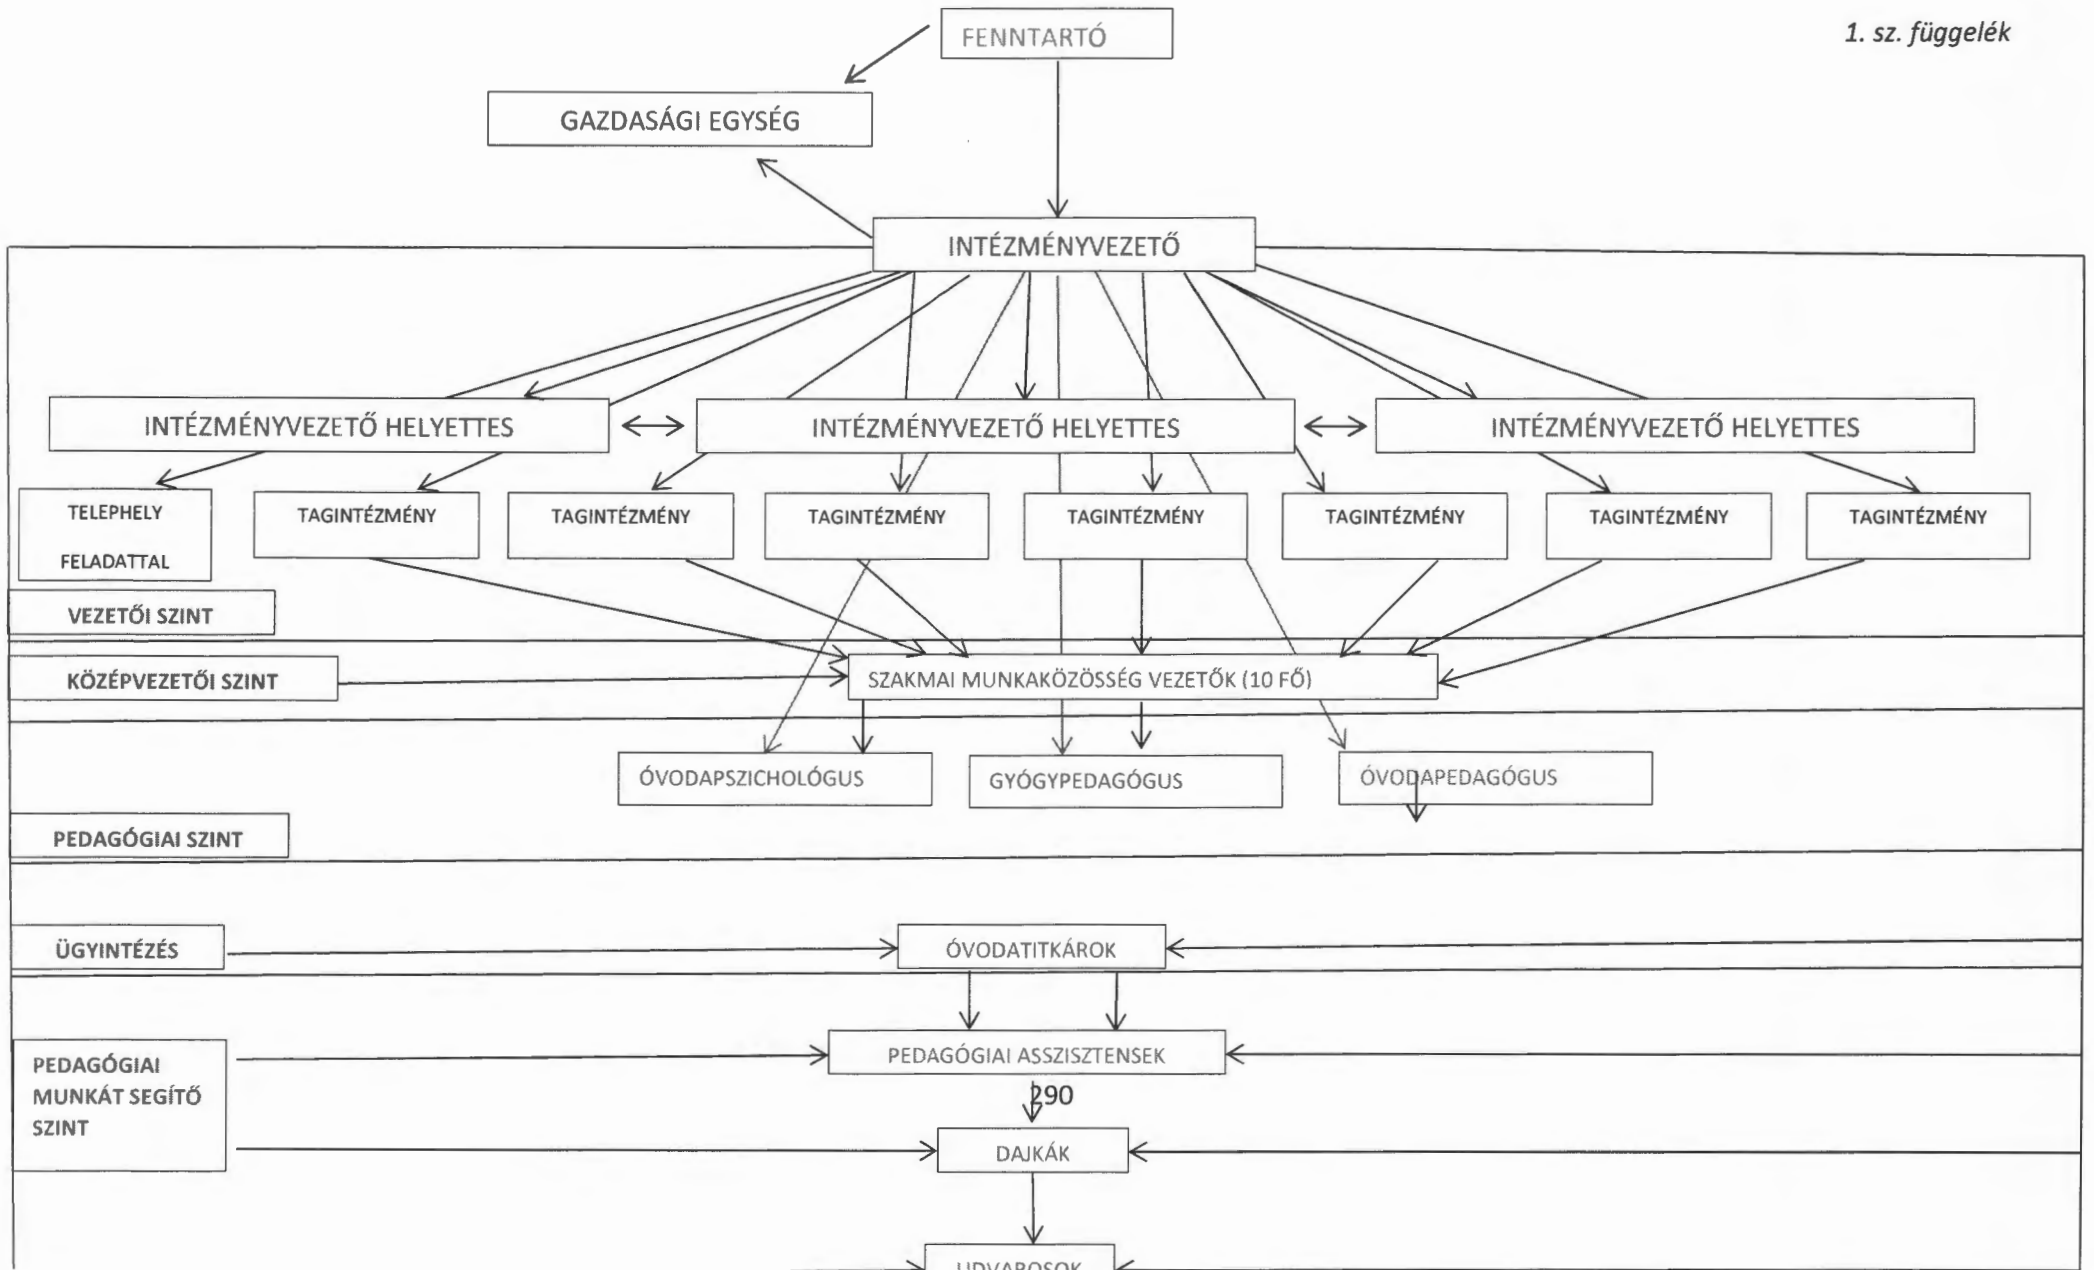 1. sz. függelék
FENNTARTÓ
GAZDASÁGI EGYSÉG
INTÉZMÉNYVEZETŐ
INTÉZMÉNYVEZETŐ HELYETTES
INTÉZMÉNYVEZETŐ HELYETTES
INTÉZMÉNYVEZETŐ HELYETTES
TELEPHELY
FELADATTAL
TAGINTÉZMÉNY
TAGINTÉZMÉNY
TAGINTÉZMÉNY
TAGINTÉZMÉNY
TAGINTÉZMÉNY
TAGINTÉZMÉNY
TAGINTÉZMÉNY
VEZETŐI SZINT
KÖZÉPVEZETŐI SZINT
SZAKMAI MUNKAKÖZÖSSÉG VEZETŐK (10 FŐ)
ÓVODAPSZICHOLÓGUS
GYÓGYPEDAGÓGUS
ÓVODAPEDAGÓGUS
PEDAGÓGIAI SZINT
ÜGYINTÉZÉS
ÓVODATITKÁROK
PEDAGÓGIAI
MUNKÁT SEGÍTŐ
SZINT
PEDAGÓGIAI ASSZISZTENSEK
290
DAJKÁK
UDVAROSOK